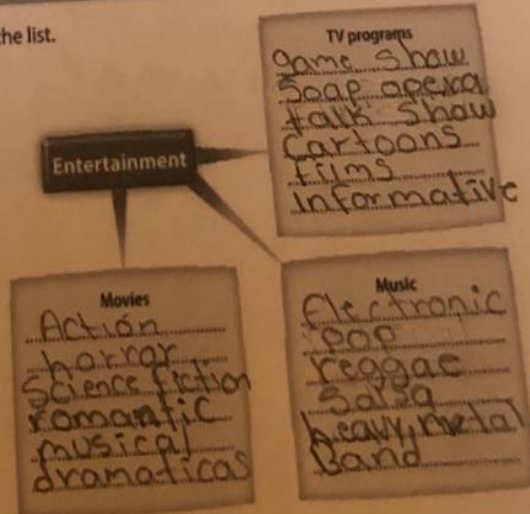 the list.
TV programs
game show
Soap opera
talk show
Cartoons
films
informative
Entertainment
Movies
Acción
horror
Science fiction
romantic
musical
dramaticas
Music
Electronic
pop
reggae
Salsa
heavy metal
Band